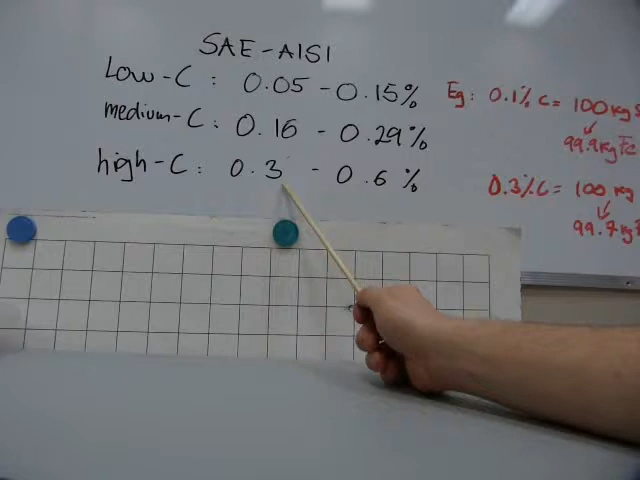 SAE-AISI
Low-C : 0.05 - 0.15%
medium-C : 0.16 - 0.29%
high-C : 0.3 - 0.6 %
Eg: 0.1% C = 100 kg
99.9 kg Fe
0.3% C = 100 kg
99.7 kg